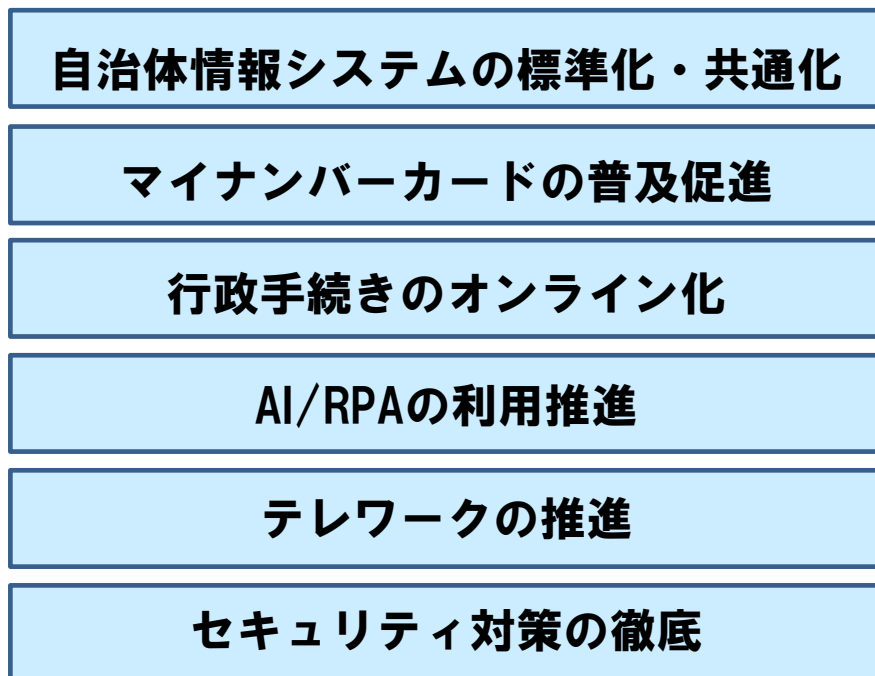 自治体情報システムの標準化・共通化
マイナンバーカードの普及促進
行政手続きのオンライン化
AI/RPAの利用推進
テレワークの推進
セキュリティ対策の徹底